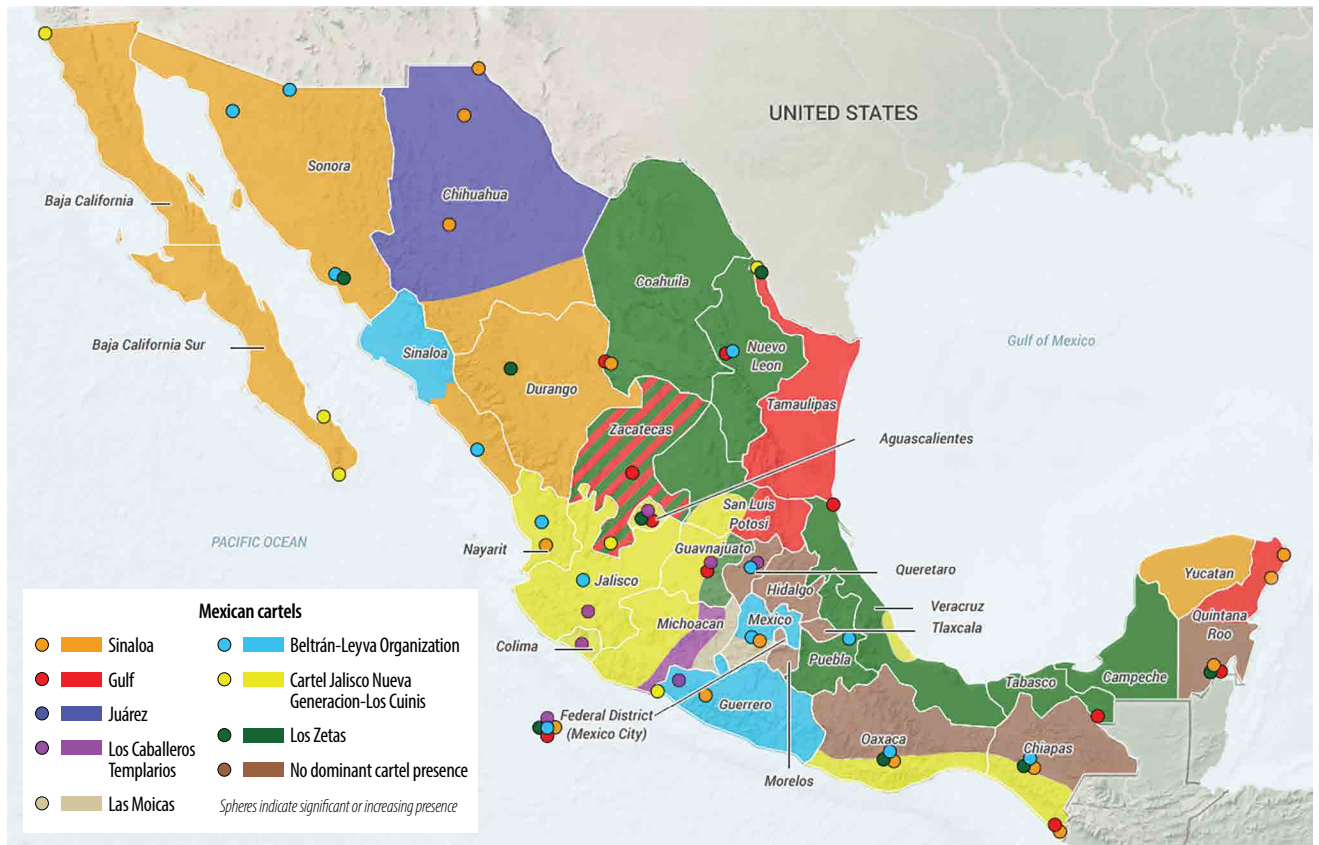 UNITED STATES
Sonora
Chihuahua
Baja California
Coahuila
Baja California Sur
Sinaloa
Nuevo
Leon
Gulf of Mexico
Durango
Tamaulipas
Zacatecas
Aguascalientes
San Luis
Potosí
PACIFIC OCEAN
Nayarit
Guavnajuato
Queretaro
Yucatan
Jalisco
Hidalgo
Veracruz
Quintana
Roo
Michoacan
Mexico
Tlaxcala
Colima
Puebla
Tabasco
Campeche
Guerrero
Federal District
(Mexico City)
Oaxaca
Chiapas
Morelos
Mexican cartels
Sinaloa
Gulf
Juárez
Los Caballeros
Templarios
Las Moicas
Beltrán-Leyva Organization
Cartel Jalisco Nueva
Generacion-Los Cuinis
Los Zetas
No dominant cartel presence
Spheres indicate significant or increasing presence